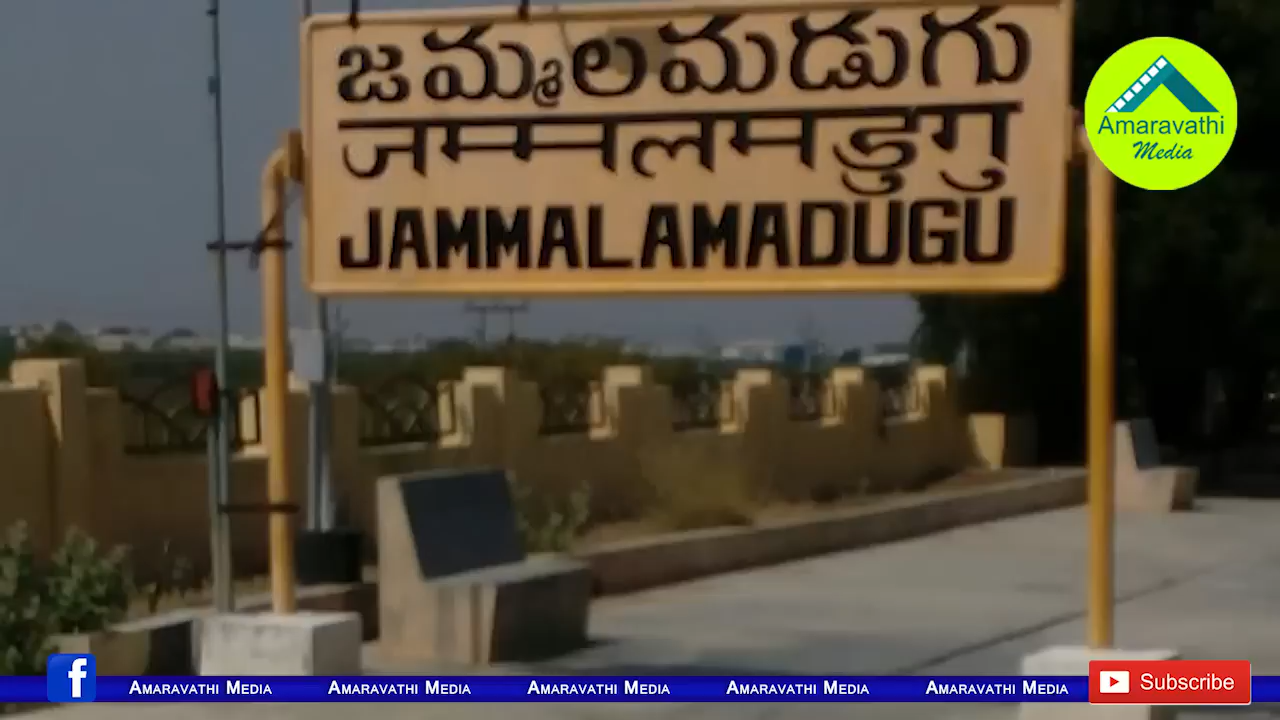 జమ్మలమడుగు
जम्मलमडुगु
JAMMALAMADUGU
Amaravathi
Media
f
Amaravathi Media Amaravathi Media Amaravathi Media Amaravathi Media Amaravathi Media
Subscribe